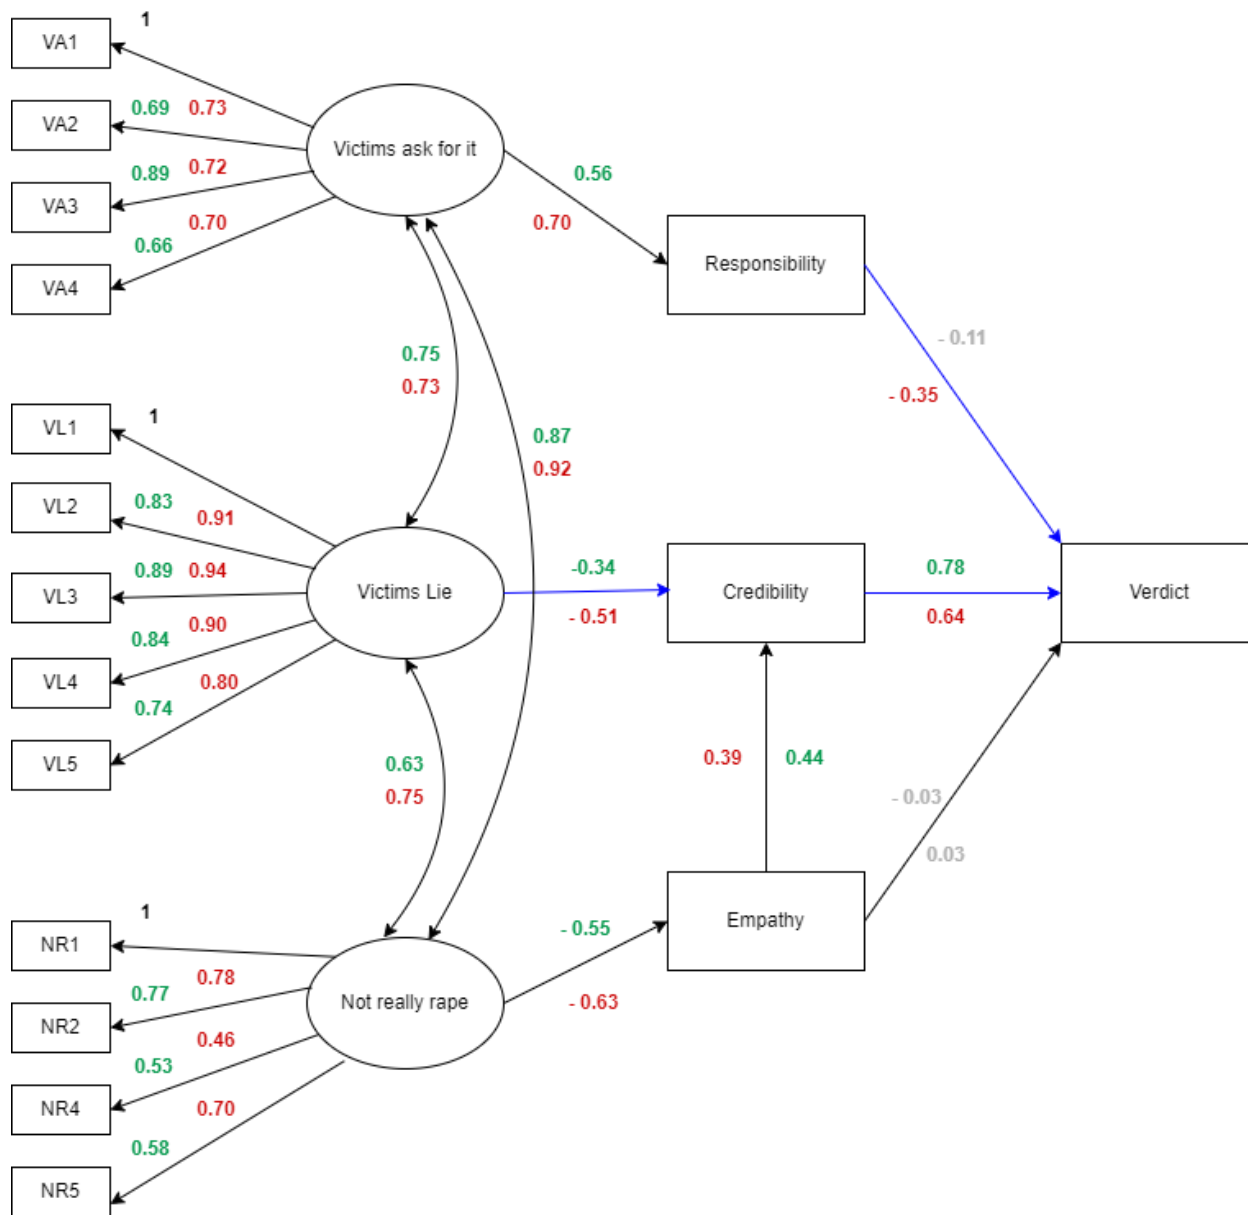 1
VA1
0.69 0.73
VA2
Victims ask for it
0.89 0.72
0.56
VA3
0.70
0.70
0.66
Responsibility
VA4
- 0.11
0.75
0.73
- 0.35
1
VL1
0.87
0.92
0.83
0.91
VL2
0.89 0.94
-0.34
0.78
VL3
Victims Lie
Credibility
Verdict
0.90
- 0.51
0.64
0.84
VL4
0.80
0.74
VL5
0.63
0.39
0.44
0.75
- 0.03
0.03
1
NR1
Empathy
- 0.55
0.78
0.77
Not really rape
- 0.63
NR2
0.46
0.53
NR4
0.70
0.58
NR5